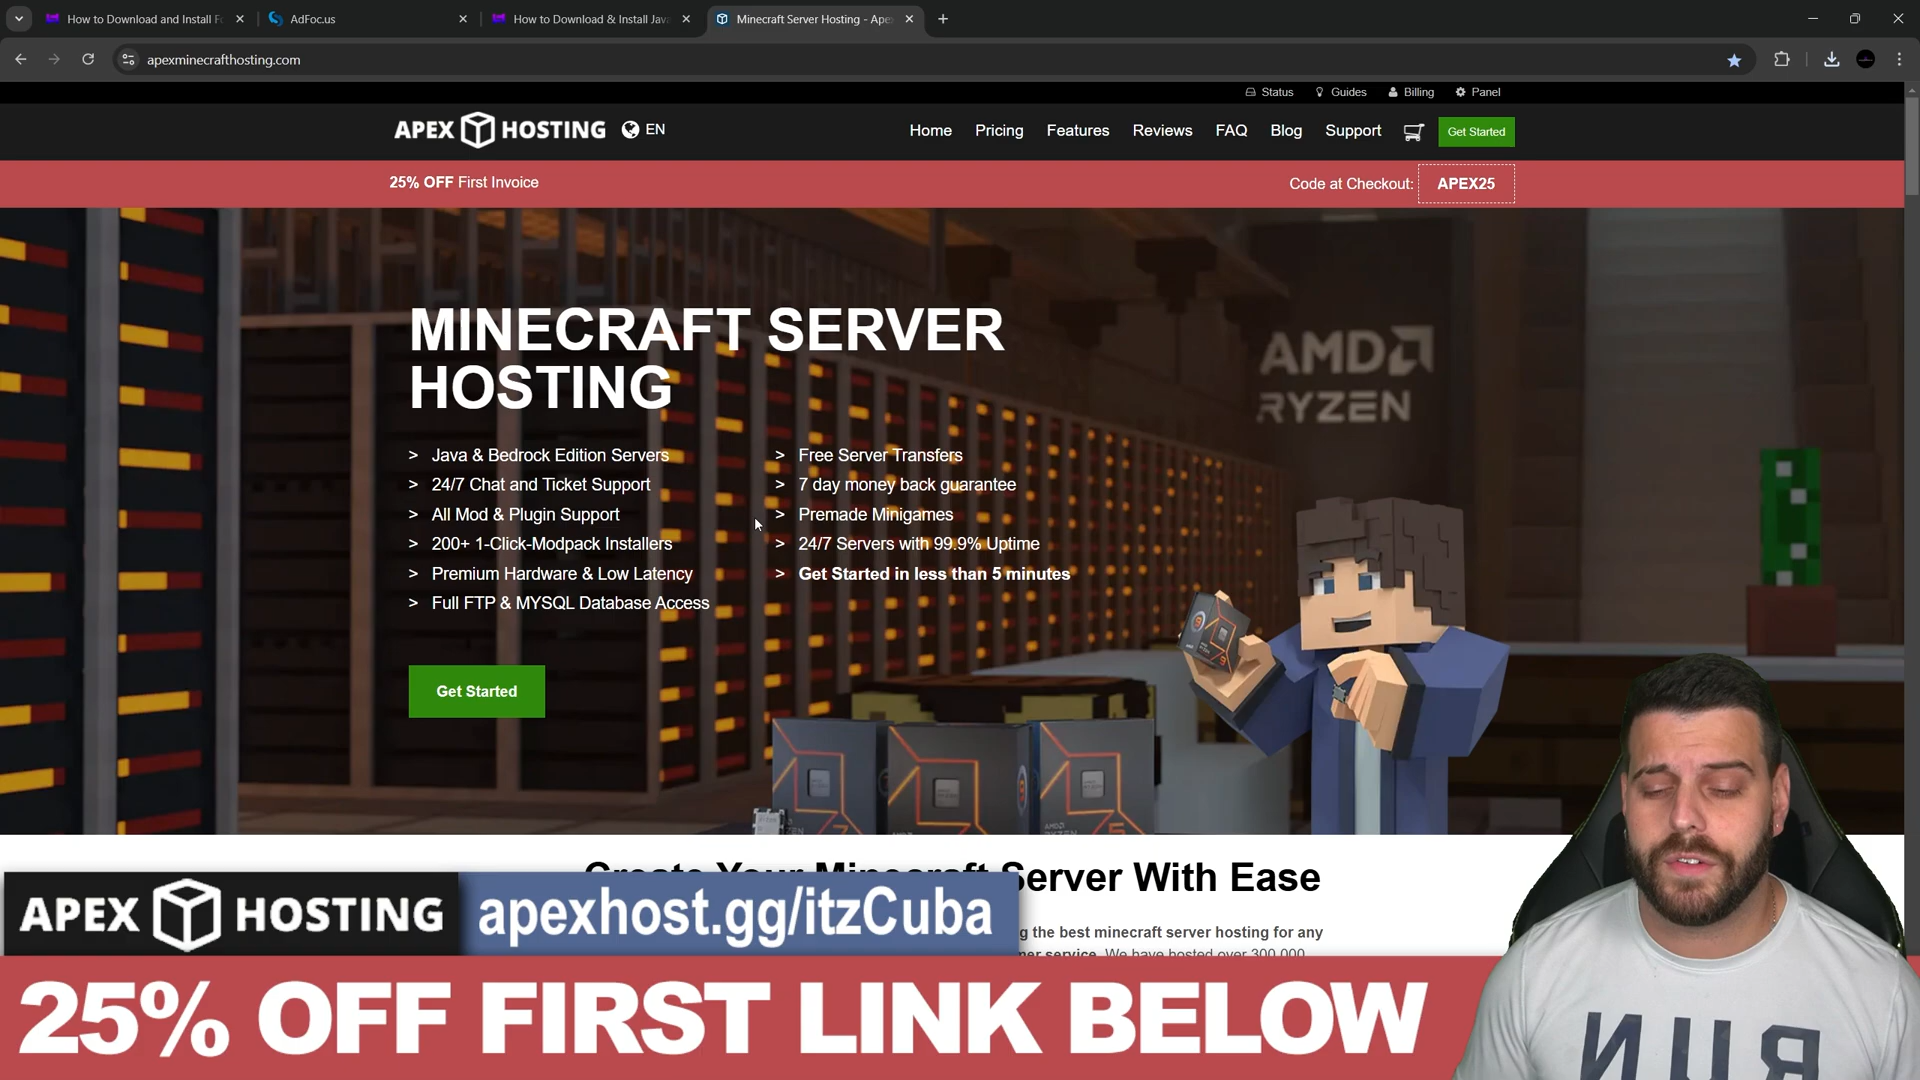 How to Download and Install F
AdFoc.us
How to Download & Install Java
Minecraft Server Hosting - Apex
apexminecrafthosting.com
Status
Guides
Billing
Panel
APEX HOSTING
EN
Home
Pricing
Features
Reviews
FAQ
Blog
Support
Get Started
25% OFF First Invoice
Code at Checkout: APEX25
MINECRAFT SERVER
HOSTING
> Java & Bedrock Edition Servers
> 24/7 Chat and Ticket Support
> All Mod & Plugin Support
> 200+ 1-Click-Modpack Installers
> Premium Hardware & Low Latency
> Full FTP & MYSQL Database Access
> Free Server Transfers
> 7 day money back guarantee
> Premade Minigames
> 24/7 Servers with 99.9% Uptime
> Get Started in less than 5 minutes
Get Started
AMD
RYZEN
Create Your Minecraft Server With Ease
g the best minecraft server hosting for any
mer service. We have hosted over 300,000
APEX HOSTING
apexhost.gg/itzCuba
25% OFF FIRST LINK BELOW
RUN